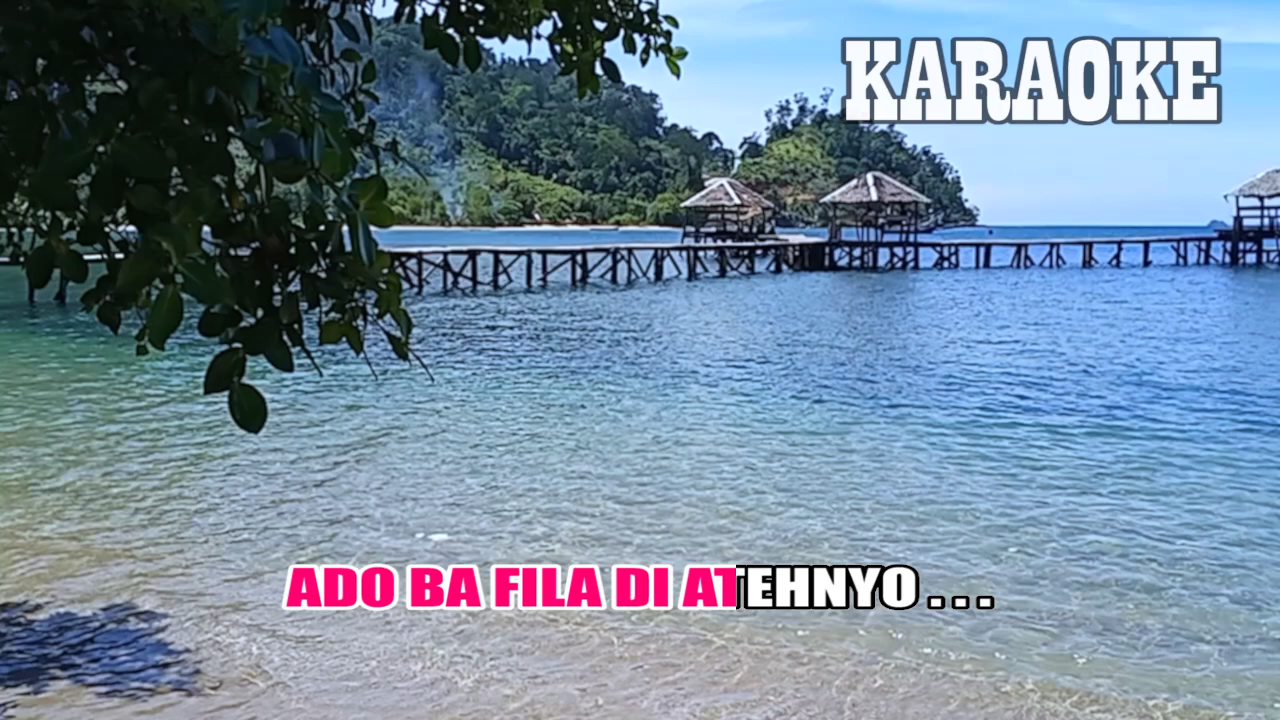 KARAOKE
ADO BA FILA DI ATEHNYO . . .